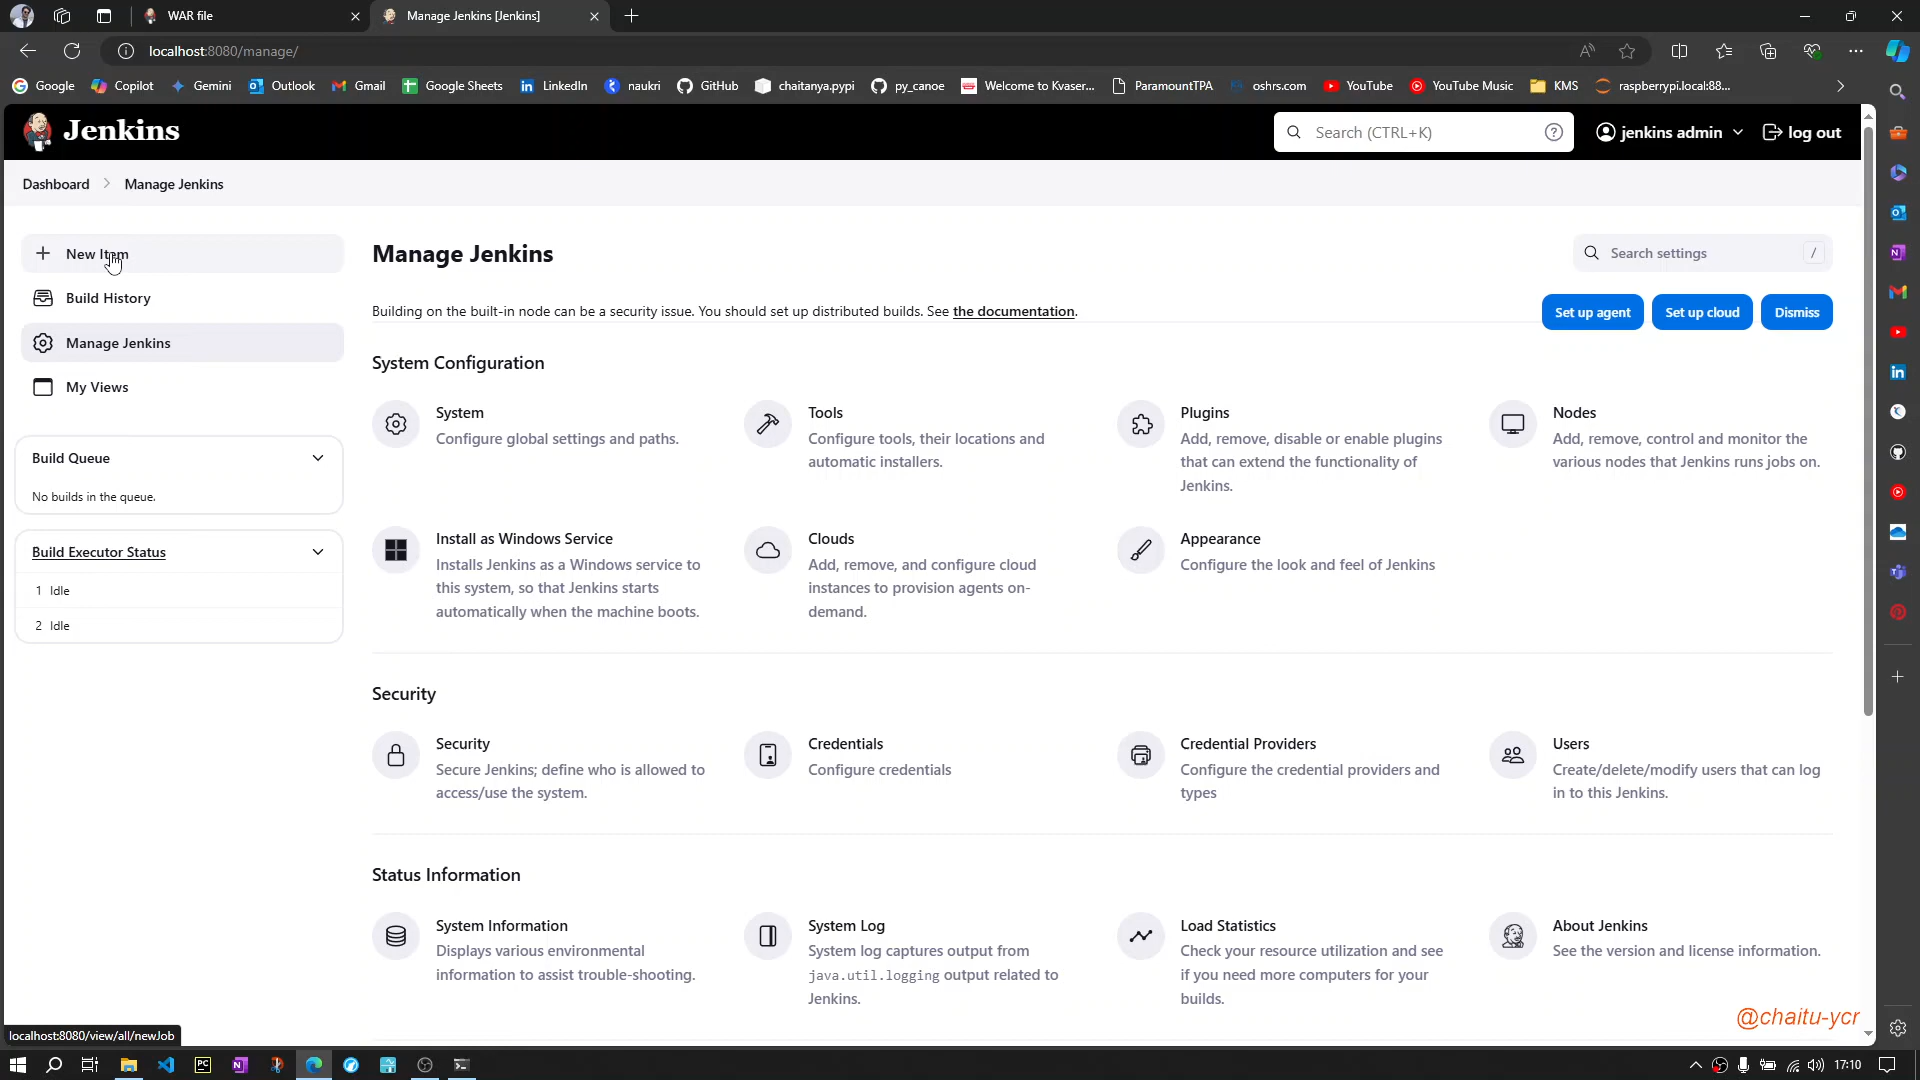 WAR file
Manage Jenkins [Jenkins]
localhost:8080/manage/
Google
Copilot
Gemini
Outlook
Gmail
Google Sheets
LinkedIn
naukri
GitHub
chaitanya.pypi
py_canoe
Welcome to Kvaser...
ParamountTPA
oshrs.com
YouTube
YouTube Music
KMS
raspberrypi.local:88...
Jenkins
Search (CTRL+K)
jenkins admin
log out
Dashboard
Manage Jenkins
New Item
Build History
Manage Jenkins
My Views
Build Queue
No builds in the queue.
Build Executor Status
1 Idle
2 Idle
Manage Jenkins
Search settings
/
Building on the built-in node can be a security issue. You should set up distributed builds. See the documentation.
Set up agent
Set up cloud
Dismiss
System Configuration
System
Configure global settings and paths.
Tools
Configure tools, their locations and
automatic installers.
Plugins
Add, remove, disable or enable plugins
that can extend the functionality of
Jenkins.
Nodes
Add, remove, control and monitor the
various nodes that Jenkins runs jobs on.
Install as Windows Service
Installs Jenkins as a Windows service to
this system, so that Jenkins starts
automatically when the machine boots.
Clouds
Add, remove, and configure cloud
instances to provision agents on-
demand.
Appearance
Configure the look and feel of Jenkins
Security
Security
Secure Jenkins; define who is allowed to
access/use the system.
Credentials
Configure credentials
Credential Providers
Configure the credential providers and
types
Users
Create/delete/modify users that can log
in to this Jenkins.
Status Information
System Information
Displays various environmental
information to assist trouble-shooting.
System Log
System log captures output from
java.util.logging output related to
Jenkins.
Load Statistics
Check your resource utilization and see
if you need more computers for your
builds.
About Jenkins
See the version and license information.
@chaitu-ycr
localhost:8080/view/all/newJob
17:10